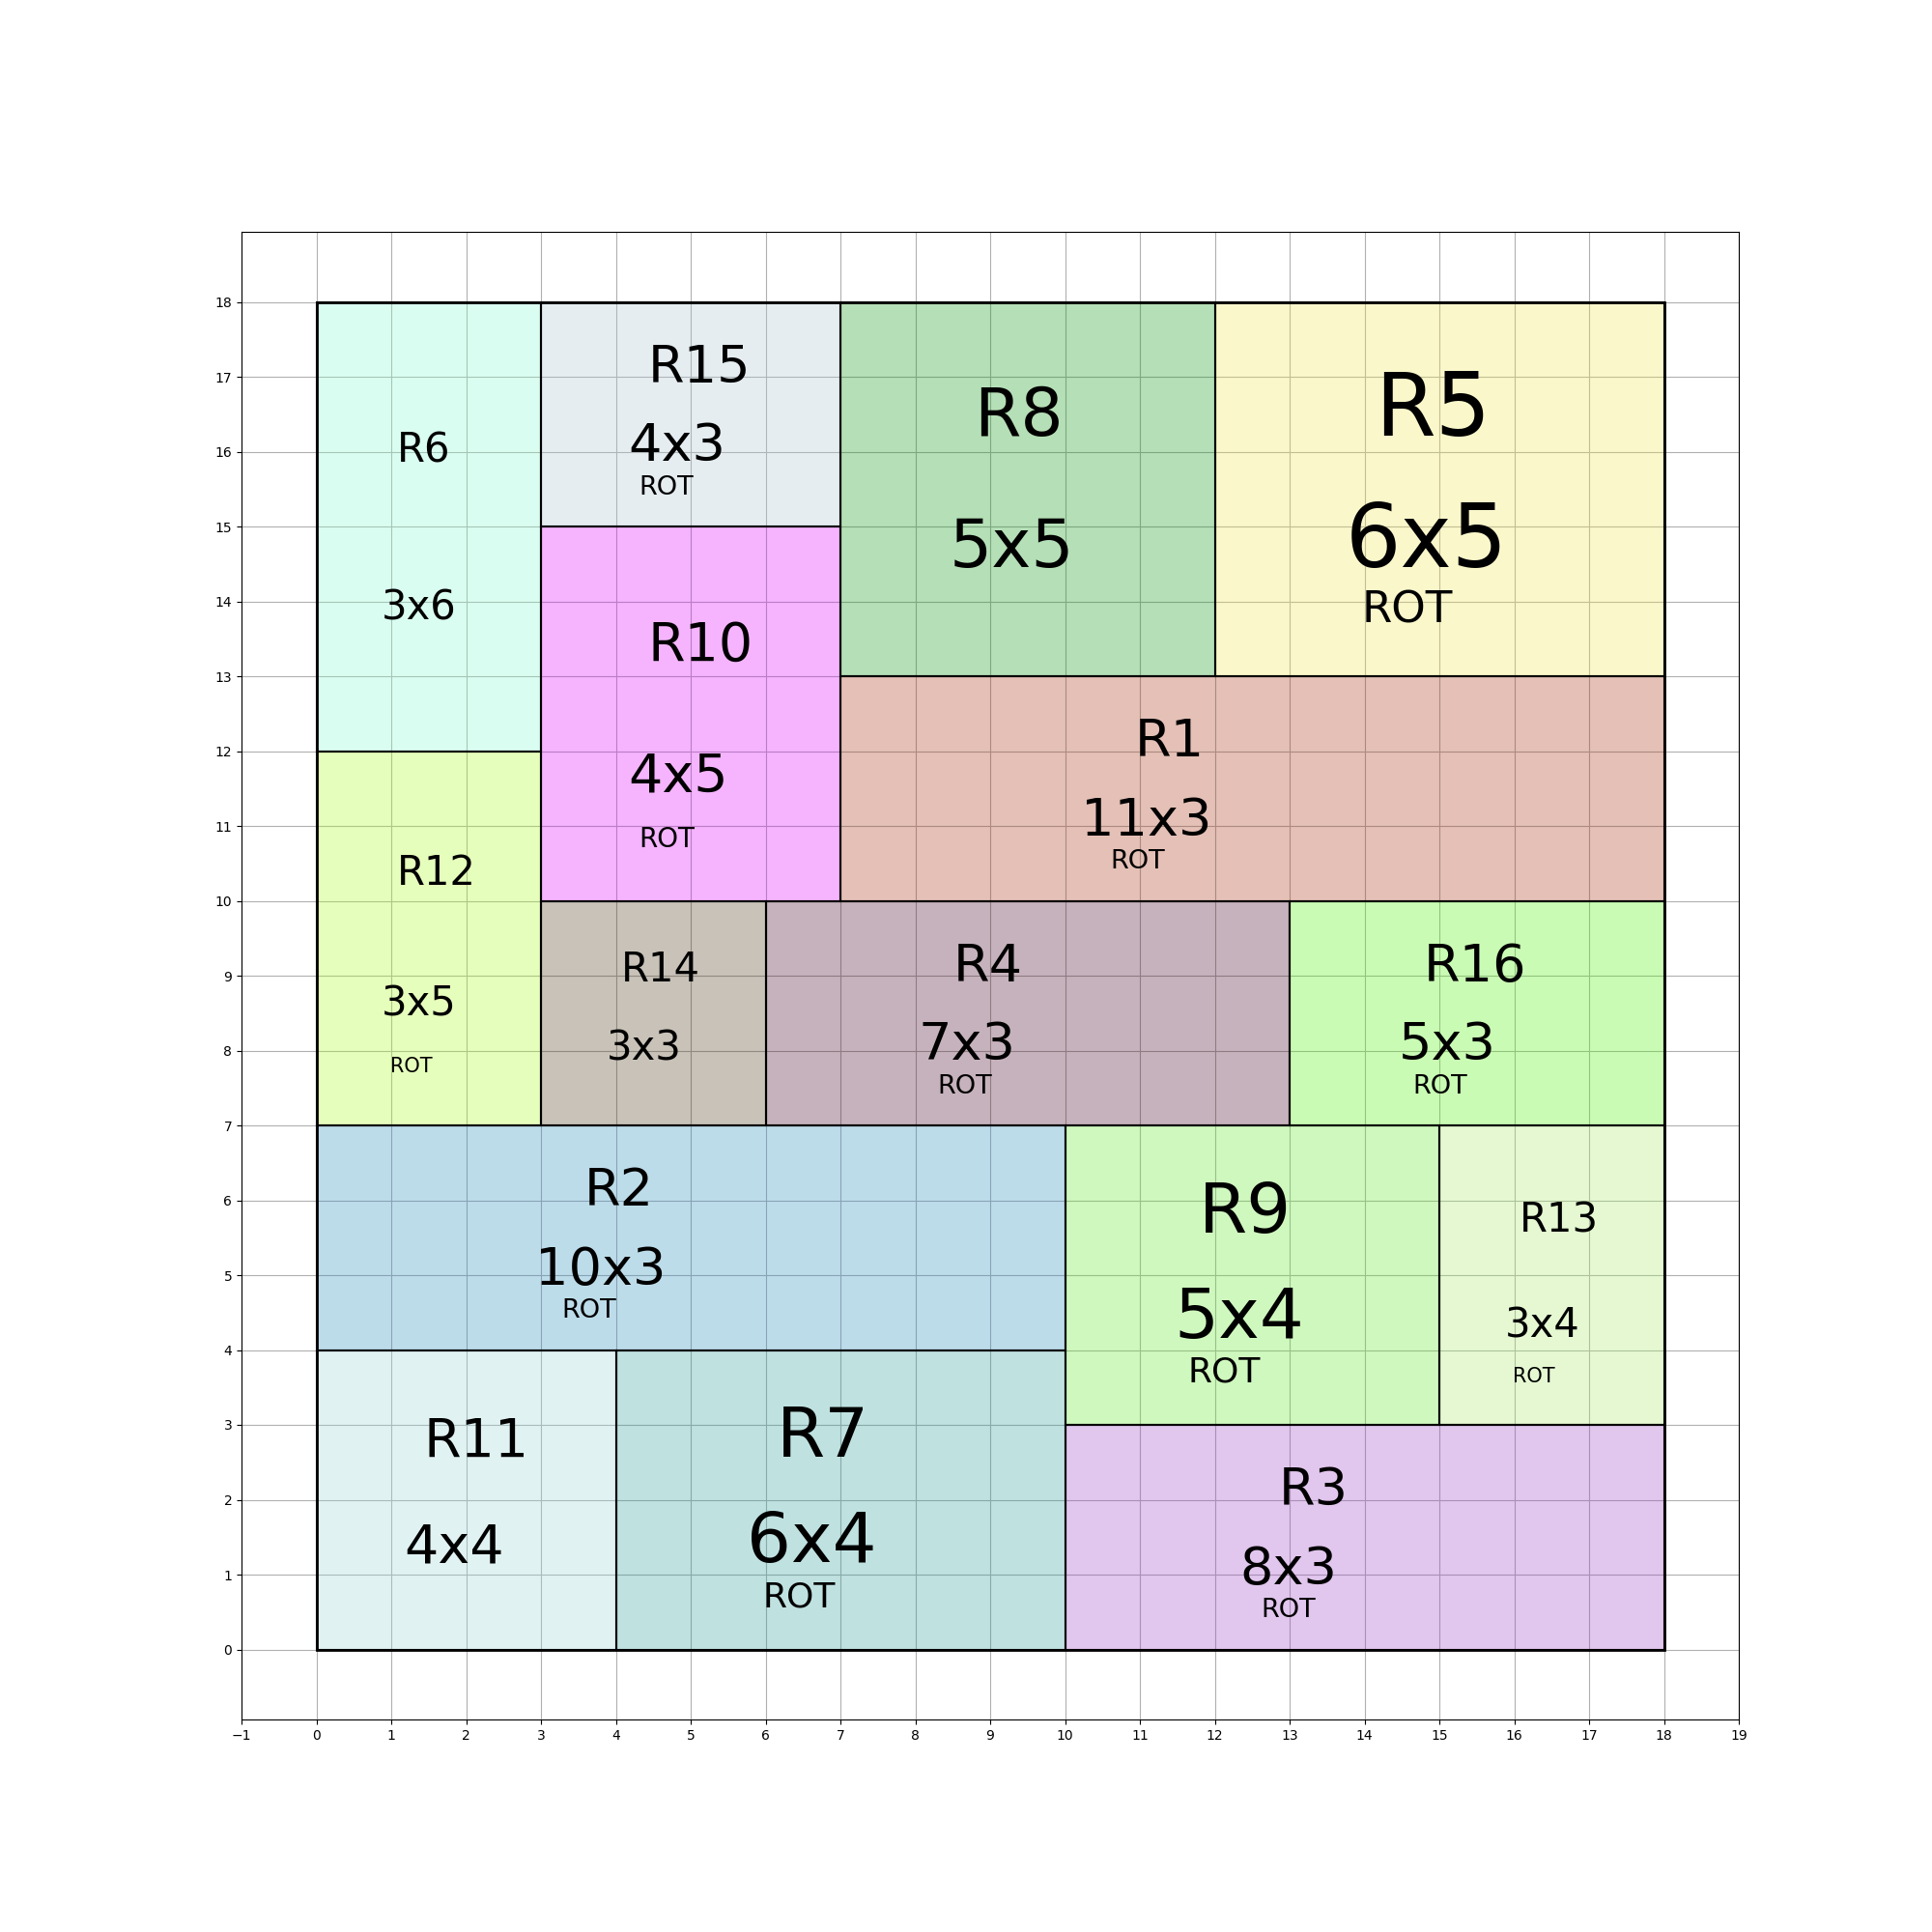 R6
3x6
R15
4x3
ROT
R8
5x5
R5
6x5
ROT
R10
4x5
ROT
R1
11x3
ROT
R12
3x5
ROT
R14
3x3
R4
7x3
ROT
R16
5x3
ROT
R2
10x3
ROT
R9
5x4
ROT
R13
3x4
ROT
R11
4x4
R7
6x4
ROT
R3
8x3
ROT
18
17
16
15
14
13
12
11
10
9
8
7
6
5
4
3
2
1
0
−1 0 1 2 3 4 5 6 7 8 9 10 11 12 13 14 15 16 17 18 19